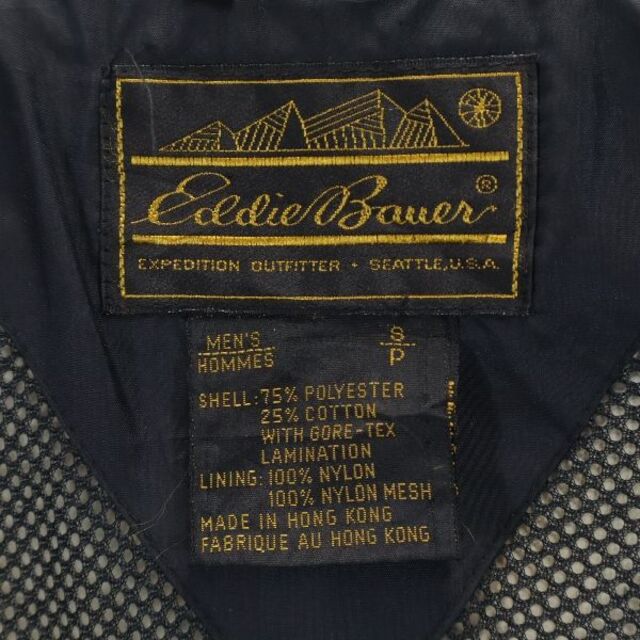 Eddie Bauer®
EXPEDITION OUTFITTER • SEATTLE, U.S.A.
MEN'S S
HOMMES P
SHELL: 75% POLYESTER
25% COTTON
WITH GORE-TEX
LAMINATION
LINING: 100% NYLON
100% NYLON MESH
MADE IN HONG KONG
FABRIQUE AU HONG KONG